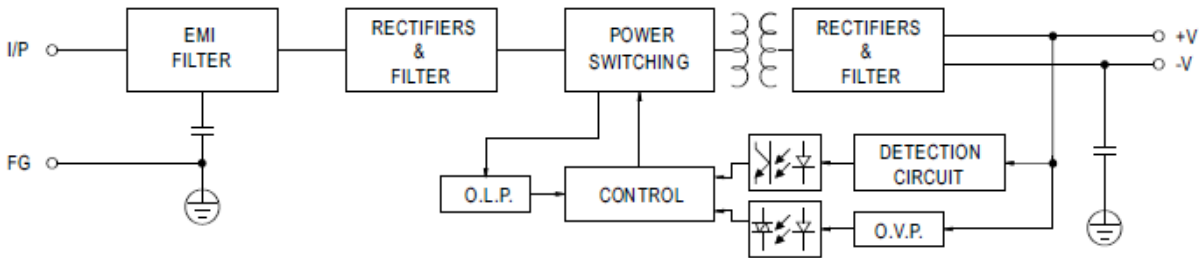 I/P
EMI
FILTER
RECTIFIERS
&
FILTER
POWER
SWITCHING
RECTIFIERS
&
FILTER
+V
-V
FG
O.L.P.
CONTROL
DETECTION
CIRCUIT
O.V.P.